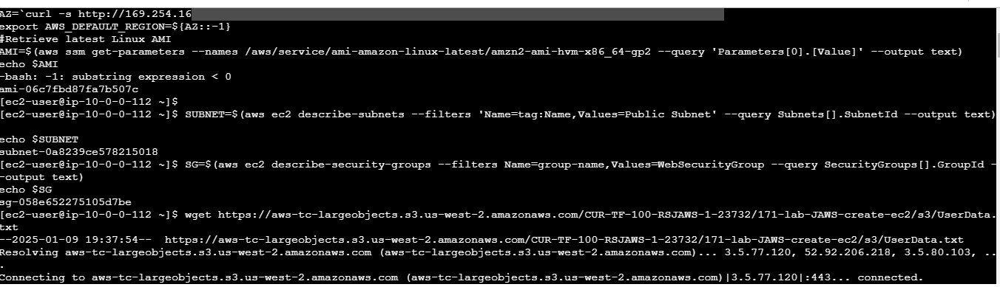 AZ=`curl -s http://169.254.16
export AWS_DEFAULT_REGION=${AZ::-1}
#Retrieve latest Linux AMI
AMI=$(aws ssm get-parameters --names /aws/service/ami-amazon-linux-latest/amzn2-ami-hvm-x86_64-gp2 --query 'Parameters[0].[Value]' --output text)
echo $AMI
-bash: -1: substring expression < 0
ami-06c7fbd87fa7b507c
[ec2-user@ip-10-0-0-112 ~]$
[ec2-user@ip-10-0-0-112 ~]$ SUBNET=$(aws ec2 describe-subnets --filters 'Name=tag:Name,Values=Public Subnet' --query Subnets[].SubnetId --output text)
echo $SUBNET
subnet-0a8239ce578215018
[ec2-user@ip-10-0-0-112 ~]$ SG=$(aws ec2 describe-security-groups --filters Name=group-name,Values=WebSecurityGroup --query SecurityGroups[].GroupId -
-output text)
echo $SG
sg-058e652275105d7be
[ec2-user@ip-10-0-0-112 ~]$ wget https://aws-tc-largeobjects.s3.us-west-2.amazonaws.com/CUR-TF-100-RSJAWS-1-23732/171-lab-JAWS-create-ec2/s3/UserData.
txt
--2025-01-09 19:37:54--  https://aws-tc-largeobjects.s3.us-west-2.amazonaws.com/CUR-TF-100-RSJAWS-1-23732/171-lab-JAWS-create-ec2/s3/UserData.txt
Resolving aws-tc-largeobjects.s3.us-west-2.amazonaws.com (aws-tc-largeobjects.s3.us-west-2.amazonaws.com)... 3.5.77.120, 52.92.206.218, 3.5.80.103, ..
.
Connecting to aws-tc-largeobjects.s3.us-west-2.amazonaws.com (aws-tc-largeobjects.s3.us-west-2.amazonaws.com)|3.5.77.120|:443... connected.